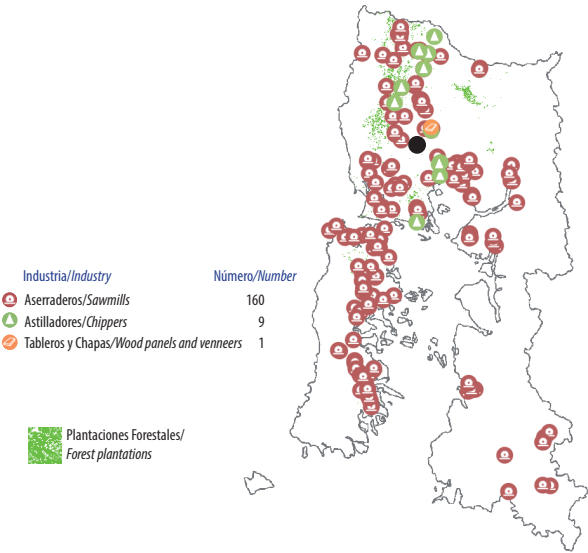 Industria/Industry Número/Number
Aserraderos/Sawmills 160
Astilladores/Chippers 9
Tableros y Chapas/Wood panels and venneers 1
Plantaciones Forestales/
Forest plantations